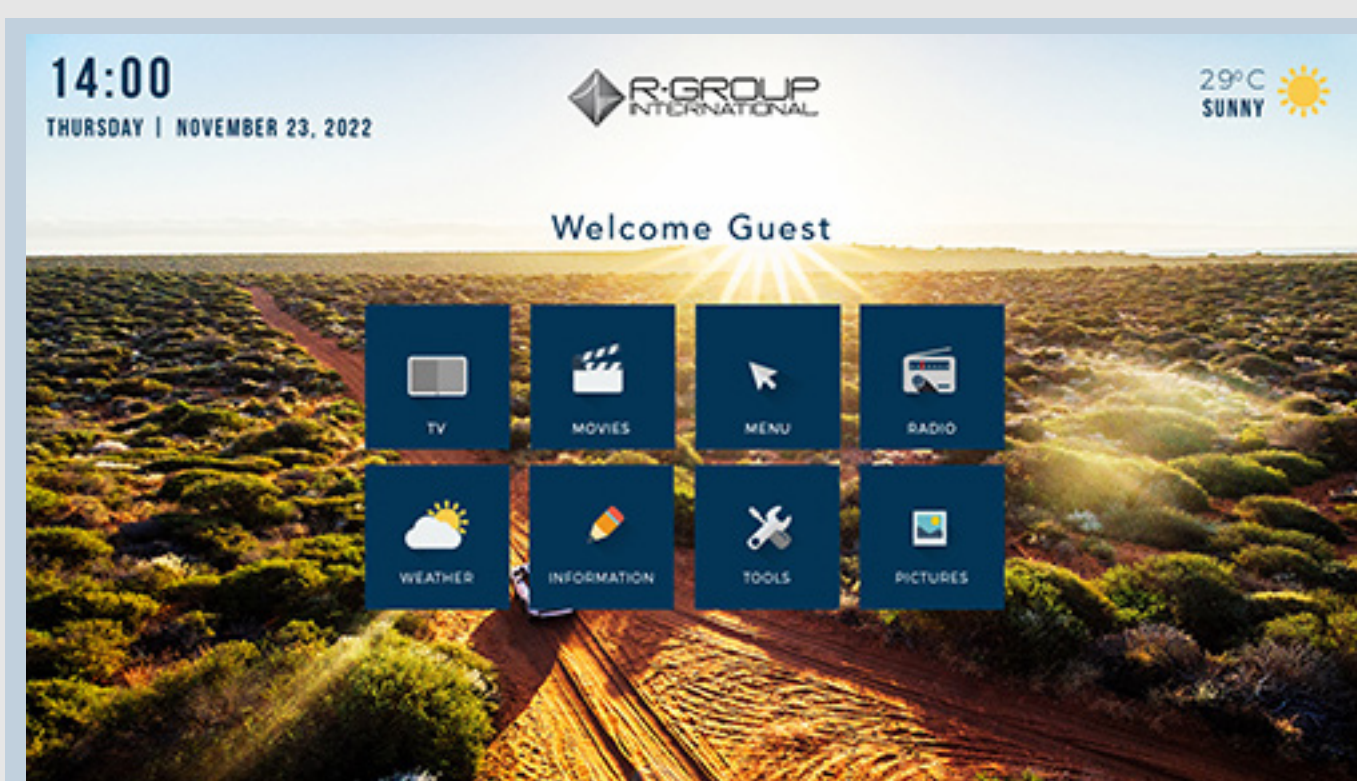 14:00
THURSDAY | NOVEMBER 23, 2022
R-GROUP
INTERNATIONAL
29°C
SUNNY
Welcome Guest
TV
MOVIES
MENU
RADIO
WEATHER
INFORMATION
TOOLS
PICTURES